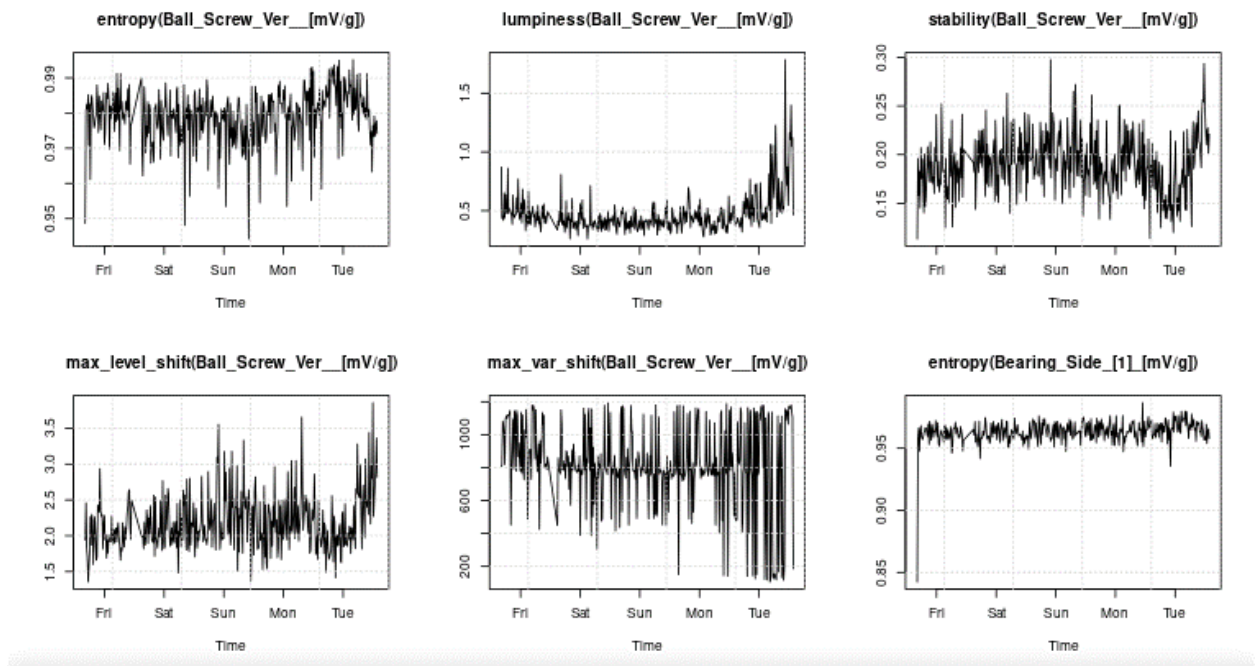 entropy(Ball_Screw_Ver__[mV/g]) lumpiness(Ball_Screw_Ver__[mV/g]) stability(Ball_Screw_Ver__[mV/g])
0.99 1.5 0.30
0.97 1.0 0.25
0.95 0.5 0.20
0.15
Fri Sat Sun Mon Tue Fri Sat Sun Mon Tue Fri Sat Sun Mon Tue
Time Time Time
max_level_shift(Ball_Screw_Ver__[mV/g]) max_var_shift(Ball_Screw_Ver__[mV/g]) entropy(Bearing_Side_[1]_[mV/g])
3.5 1000 0.95
3.0 600 0.90
2.5 200 0.85
2.0
1.5
Fri Sat Sun Mon Tue Fri Sat Sun Mon Tue Fri Sat Sun Mon Tue
Time Time Time